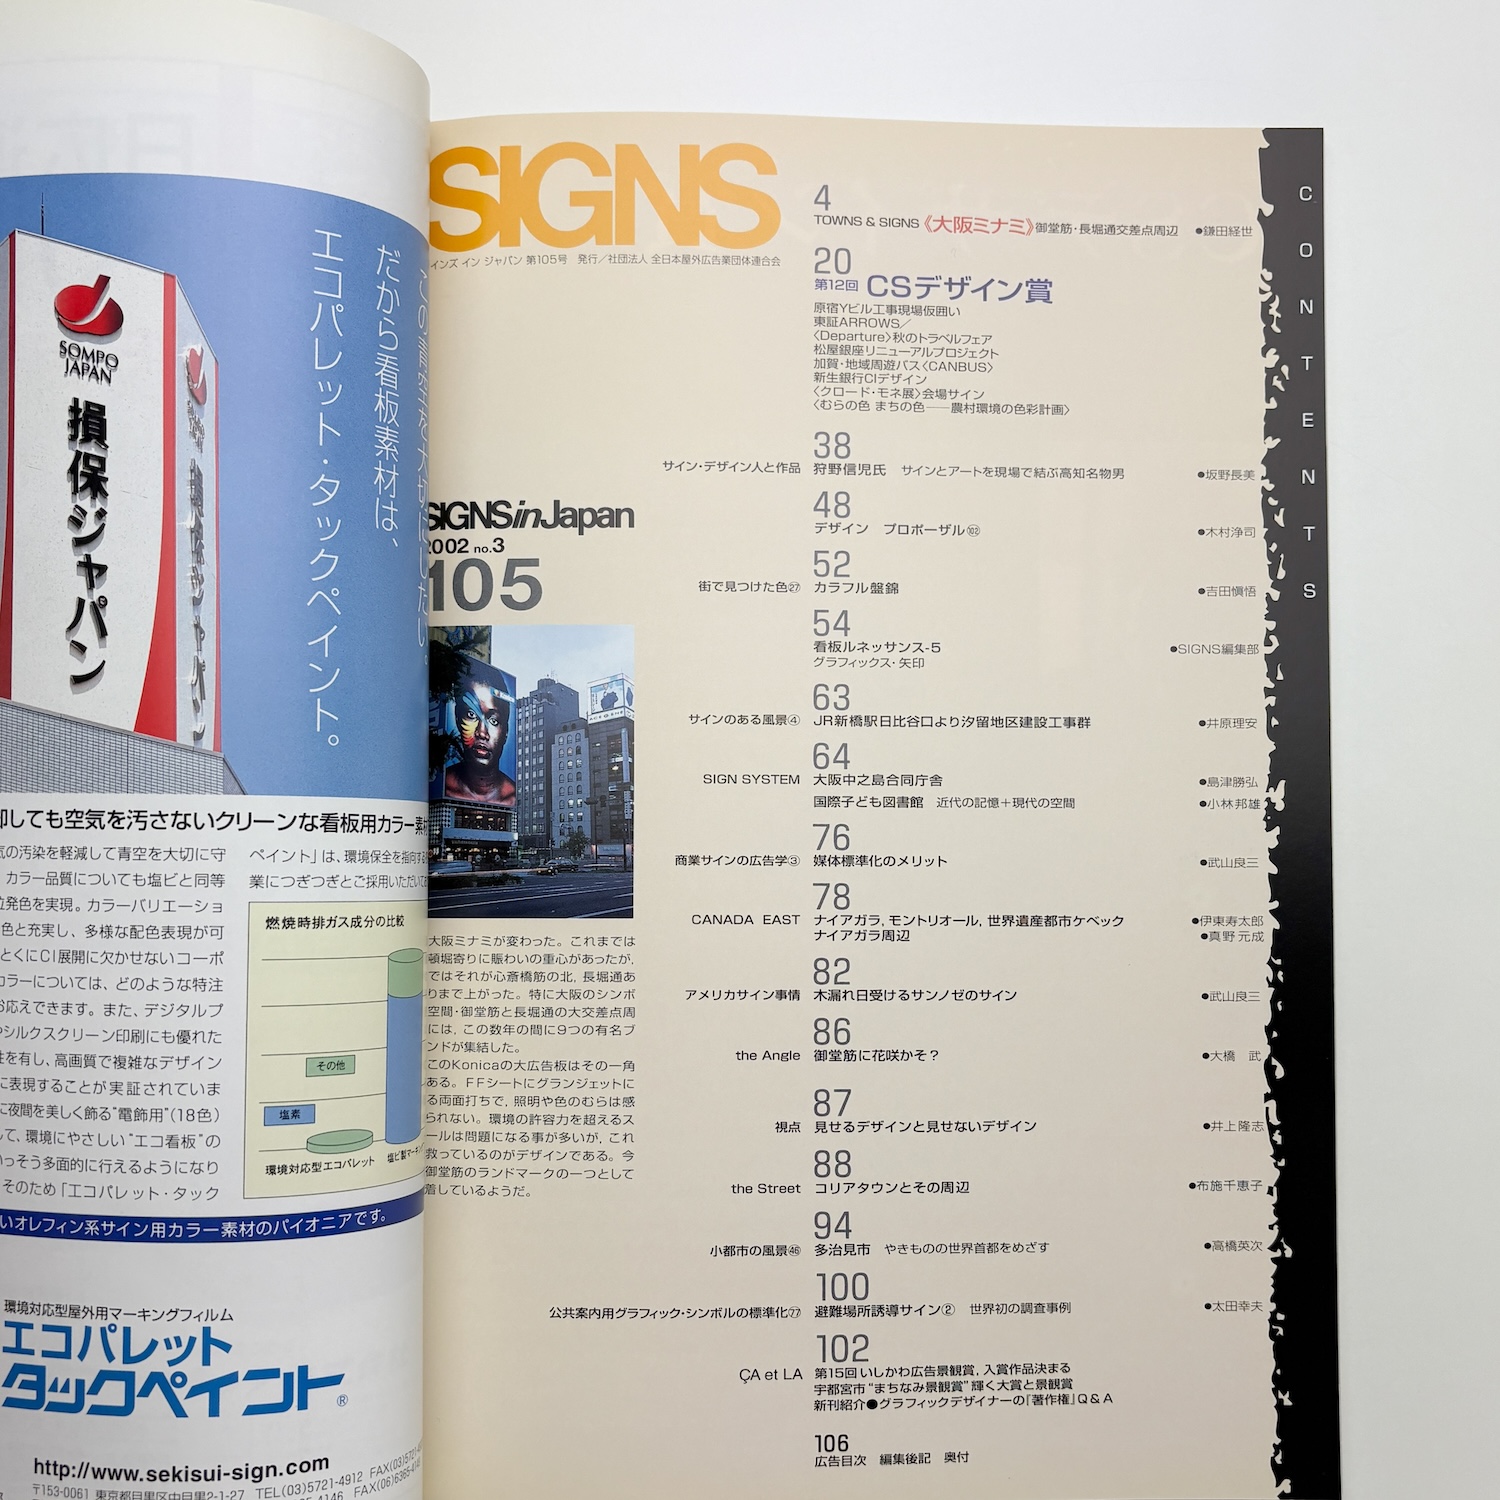 SOMPO
JAPAN
損保ジャパン
だから看板素材は、
エコパレット・タックペイント。
しても空気を汚さないクリーンな看板用カラー素
気の汚染を軽減して青空を大切に守
カラー品質についても塩ビと同等
発色を実現。カラーバリエーショ
色と充実し、多様な配色表現が可
とくにCI展開に欠かせないコーポ
カラーについては、どのような特注
お応えできます。また、デジタルプ
シルクスクリーン印刷にも優れた
性を有し、高画質で複雑なデザイン
に表現することが実証されていま
に夜間を美しく飾る"電飾用"(18色)
て、環境にやさしい"エコ看板"の
いっそう多面的に行えるようになり
そのため「エコパレット・タック
ペイント」は、環境保全を指向する
業につぎつぎとご採用いただいて
燃焼時排ガス成分の比較
その他
塩素
環境対応型エコパレット
塩ビ製マーキン
いオレフィン系サイン用カラー素材のパイオニアです。
環境対応型屋外用マーキングフィルム
エコパレット
タックペイント®
http://www.sekisui-sign.com
〒153-0061 東京都目黒区中目黒2-1-27 TEL(03)5721-4912 FAX(03)5721-
FAX(06)6365-4146
SIGNS
インズ イン ジャパン 第105号 発行／社団法人 全日本屋外広告業団体連合会
SIGNSinJapan
2002 no.3
105
大阪ミナミが変わった。これまでは
頓堀寄りに賑わいの重心があったが,
ではそれが心斎橋筋の北, 長堀通あ
りまで上がった。特に大阪のシンボ
空間・御堂筋と長堀通の大交差点周
には, この数年の間に9つの有名ブ
ンドが集結した。
このKonicaの大広告板はその一角
ある。FFシートにグランジェットに
る両面打ちで, 照明や色のむらは感
られない。環境の許容力を超えるス
ールは問題になる事が多いが, これ
救っているのがデザインである。今
御堂筋のランドマークの一つとして
着しているようだ。
CONTENTS
4
TOWNS & SIGNS 《大阪ミナミ》御堂筋・長堀通交差点周辺 ●鎌田経世
20
第12回 CSデザイン賞
原宿Yビル工事現場仮囲い
東証ARROWS／
〈Departure〉秋のトラベルフェア
松屋銀座リニューアルプロジェクト
加賀・地域周遊バス〈CANBUS〉
新生銀行CIデザイン
〈クロード・モネ展〉会場サイン
〈むらの色 まちの色――農村環境の色彩計画〉
38
サイン・デザイン人と作品 狩野信児氏 サインとアートを現場で結ぶ高知名物男 ●坂野長美
48
デザイン プロポーザル⑩② ●木村浄司
52
街で見つけた色㉗ カラフル盤錦 ●吉田愼悟
54
看板ルネッサンス-5 ●SIGNS編集部
グラフィックス・矢印
63
サインのある風景④ JR新橋駅日比谷口より汐留地区建設工事群 ●井原理安
64
SIGN SYSTEM 大阪中之島合同庁舎 ●島津勝弘
国際子ども図書館 近代の記憶＋現代の空間 ●小林邦雄
76
商業サインの広告学③ 媒体標準化のメリット ●武山良三
78
CANADA EAST ナイアガラ, モントリオール, 世界遺産都市ケベック ●伊東寿太郎
ナイアガラ周辺 ●真野 元成
82
アメリカサイン事情 木漏れ日受けるサンノゼのサイン ●武山良三
86
the Angle 御堂筋に花咲かそ？ ●大橋 武
87
視点 見せるデザインと見せないデザイン ●井上隆志
88
the Street コリアタウンとその周辺 ●布施千恵子
94
小都市の風景㊻ 多治見市 やきものの世界首都をめざす ●高橋英次
100
公共案内用グラフィック・シンボルの標準化⑦⑦ 避難場所誘導サイン② 世界初の調査事例 ●太田幸夫
102
ÇA et LA 第15回 いしかわ広告景観賞, 入賞作品決まる
宇都宮市"まちなみ景観賞"輝く大賞と景観賞
新刊紹介●グラフィックデザイナーの『著作権』Q & A
106
広告目次 編集後記 奥付